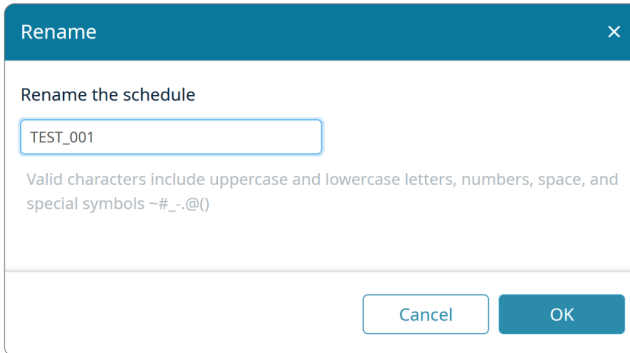 Rename
Rename the schedule
TEST_001
Valid characters include uppercase and lowercase letters, numbers, space, and
special symbols ~#_-.@()
Cancel
OK